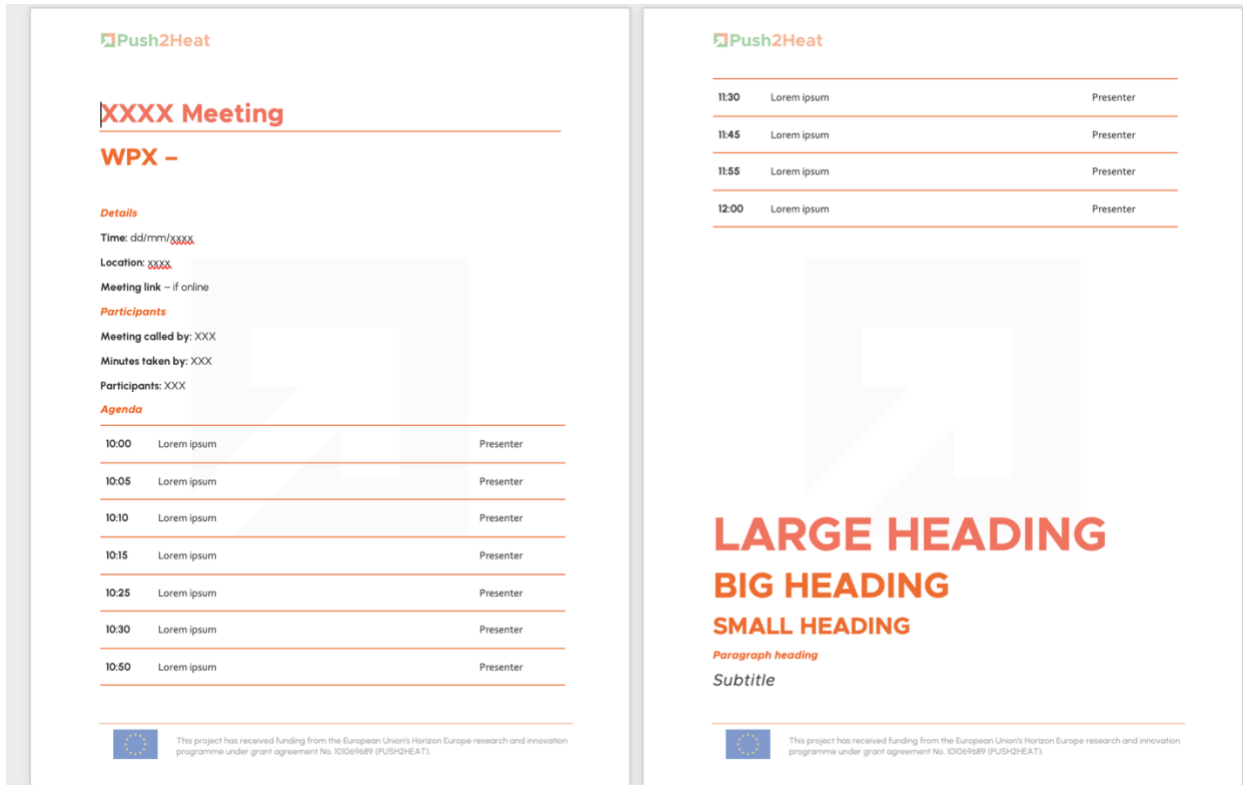 Push2Heat
XXXX Meeting
WPX –
Details
Time: dd/mm/xxxx
Location: xxxx
Meeting link – if online
Participants
Meeting called by: XXX
Minutes taken by: XXX
Participants: XXX
Agenda
10:00 Lorem ipsum Presenter
10:05 Lorem ipsum Presenter
10:10 Lorem ipsum Presenter
10:15 Lorem ipsum Presenter
10:25 Lorem ipsum Presenter
10:30 Lorem ipsum Presenter
10:50 Lorem ipsum Presenter
This project has received funding from the European Union's Horizon Europe research and innovation
programme under grant agreement No. 101069689 (PUSH2HEAT).
Push2Heat
11:30 Lorem ipsum Presenter
11:45 Lorem ipsum Presenter
11:55 Lorem ipsum Presenter
12:00 Lorem ipsum Presenter
LARGE HEADING
BIG HEADING
SMALL HEADING
Paragraph heading
Subtitle
This project has received funding from the European Union's Horizon Europe research and innovation
programme under grant agreement No. 101069689 (PUSH2HEAT).